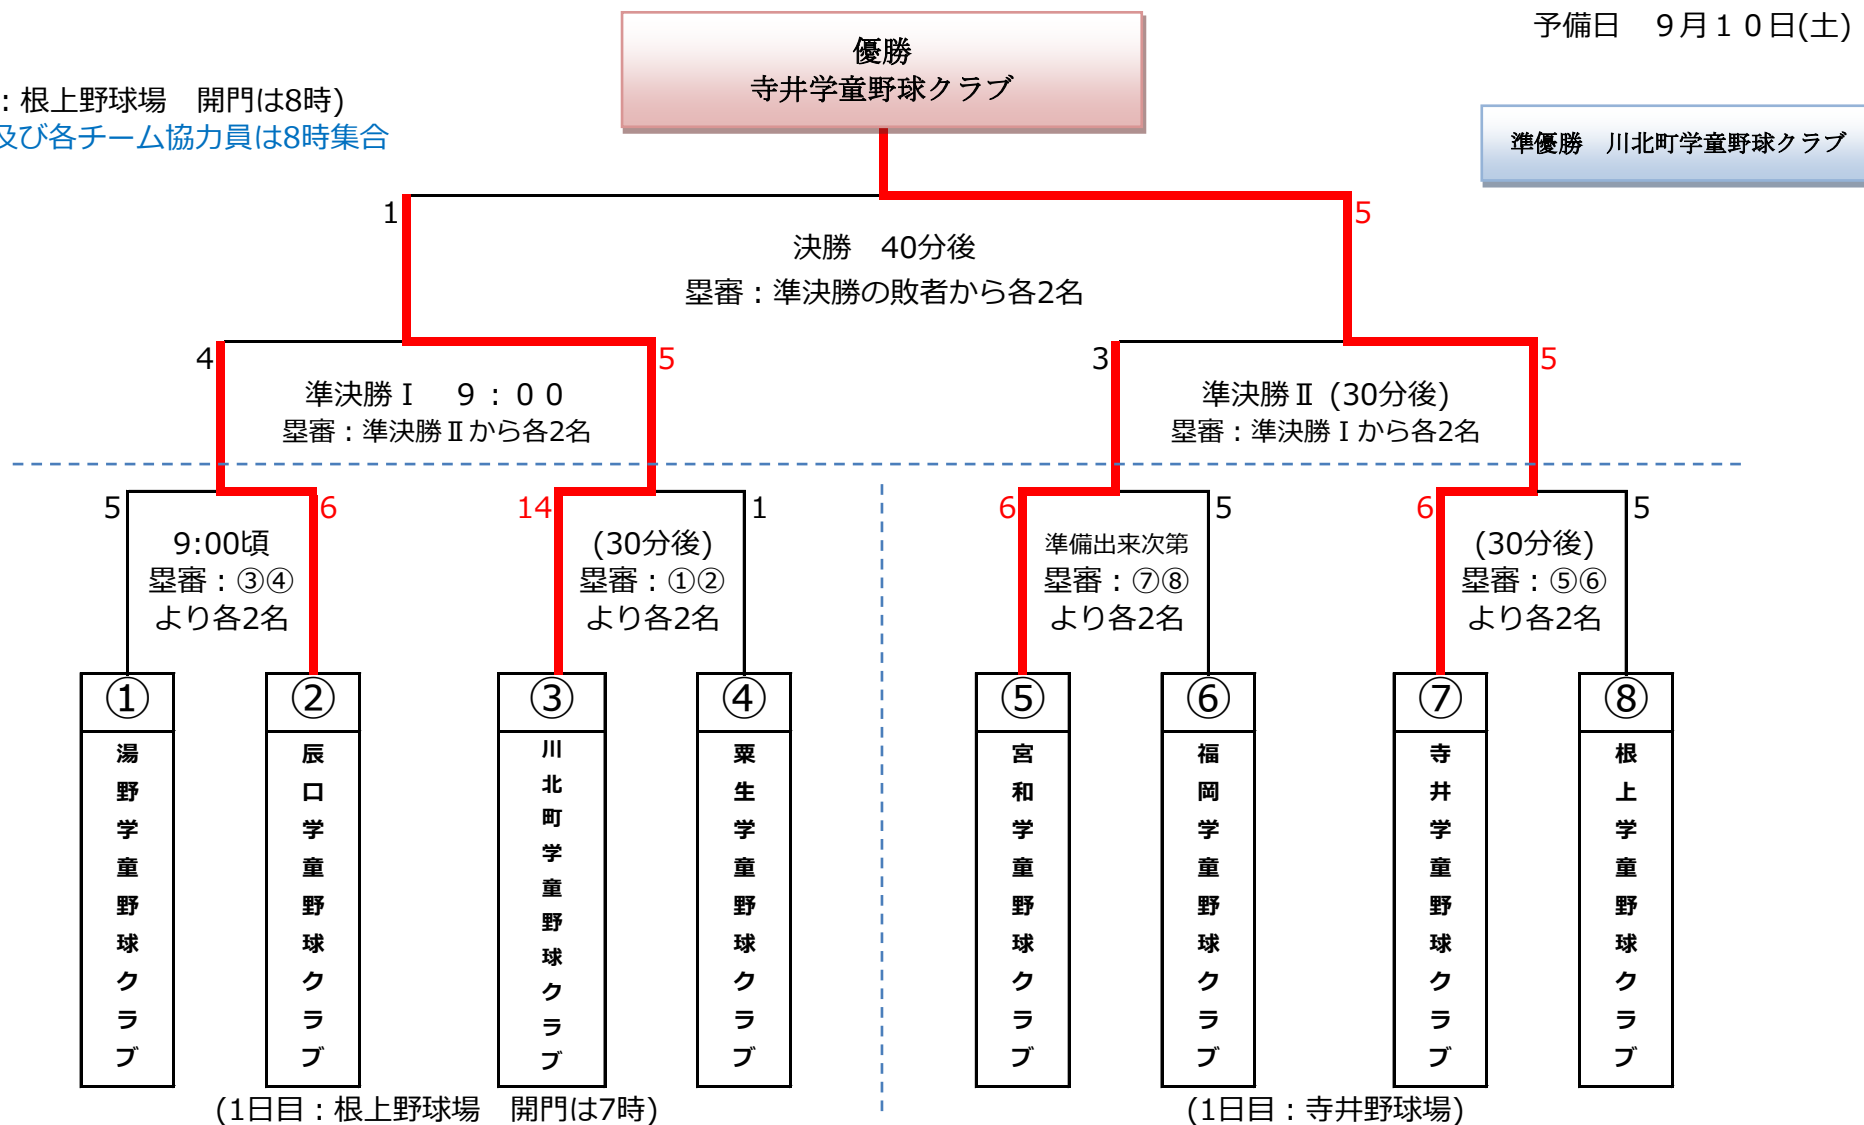 予備日　９月１０日(土)
優勝
寺井学童野球クラブ
：根上野球場　開門は8時)
及び各チーム協力員は8時集合
準優勝　川北町学童野球クラブ
1
5
決勝　40分後
塁審：準決勝の敗者から各2名
4
5
3
5
準決勝Ⅰ　９：００
塁審：準決勝Ⅱから各2名
準決勝Ⅱ (30分後)
塁審：準決勝Ⅰから各2名
5
6
14
1
6
5
6
5
9:00頃
塁審：③④
より各2名
(30分後)
塁審：①②
より各2名
準備出来次第
塁審：⑦⑧
より各2名
(30分後)
塁審：⑤⑥
より各2名
①
湯野学童野球クラブ
②
辰口学童野球クラブ
③
川北町学童野球クラブ
④
粟生学童野球クラブ
⑤
宮和学童野球クラブ
⑥
福岡学童野球クラブ
⑦
寺井学童野球クラブ
⑧
根上学童野球クラブ
(1日目：根上野球場　開門は7時)
(1日目：寺井野球場)